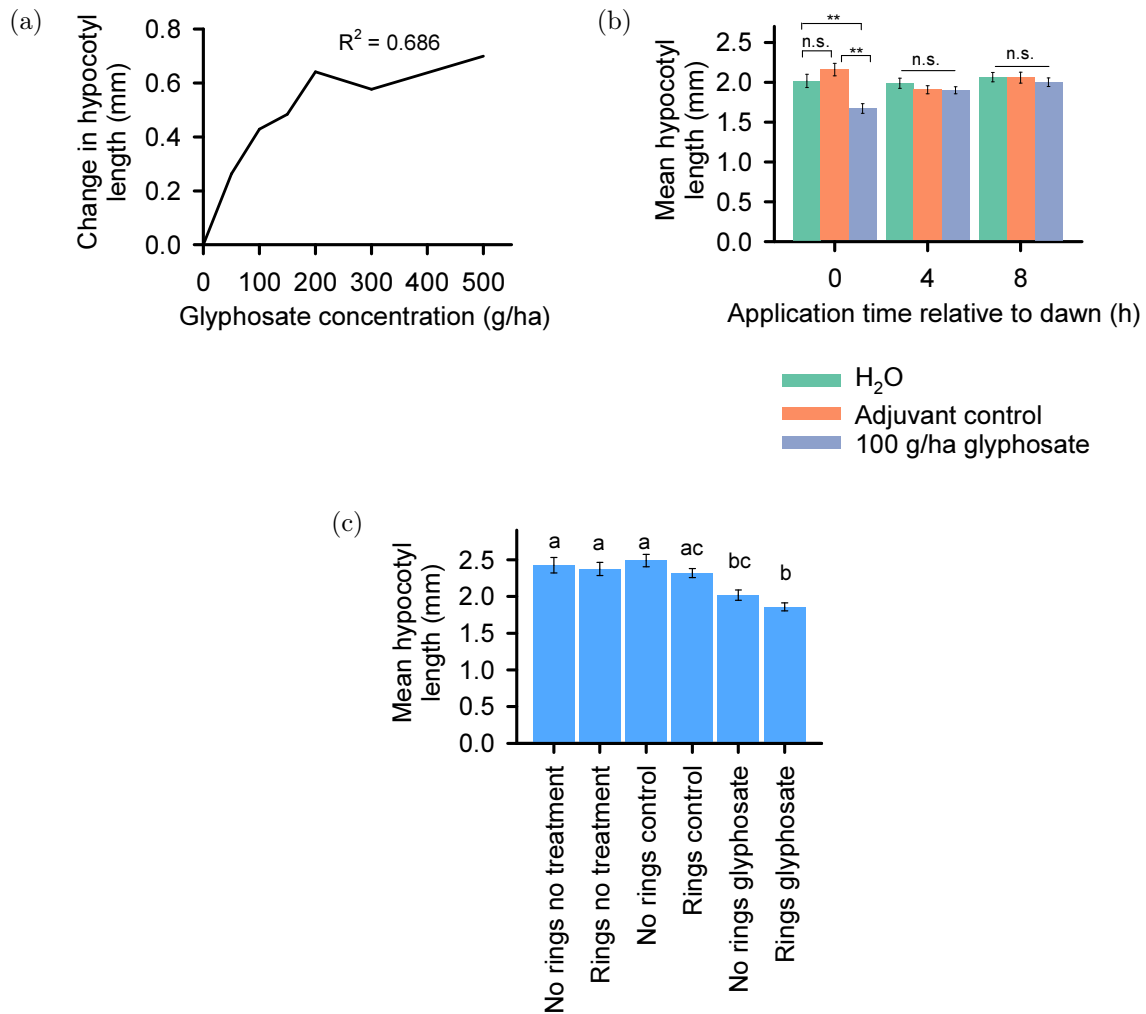 (a)
Change in hypocotyl
length (mm)
0.8
0.6
0.4
0.2
0.0
R² = 0.686
0 100 200 300 400 500
Glyphosate concentration (g/ha)
(b)
Mean hypocotyl
length (mm)
2.5
2.0
1.5
1.0
0.5
0.0
**
n.s. **
n.s.
n.s.
0 4 8
Application time relative to dawn (h)
H₂O
Adjuvant control
100 g/ha glyphosate
(c)
Mean hypocotyl
length (mm)
2.5
2.0
1.5
1.0
0.5
0.0
a a a ac bc b
No rings no treatment
Rings no treatment
No rings control
Rings control
No rings glyphosate
Rings glyphosate